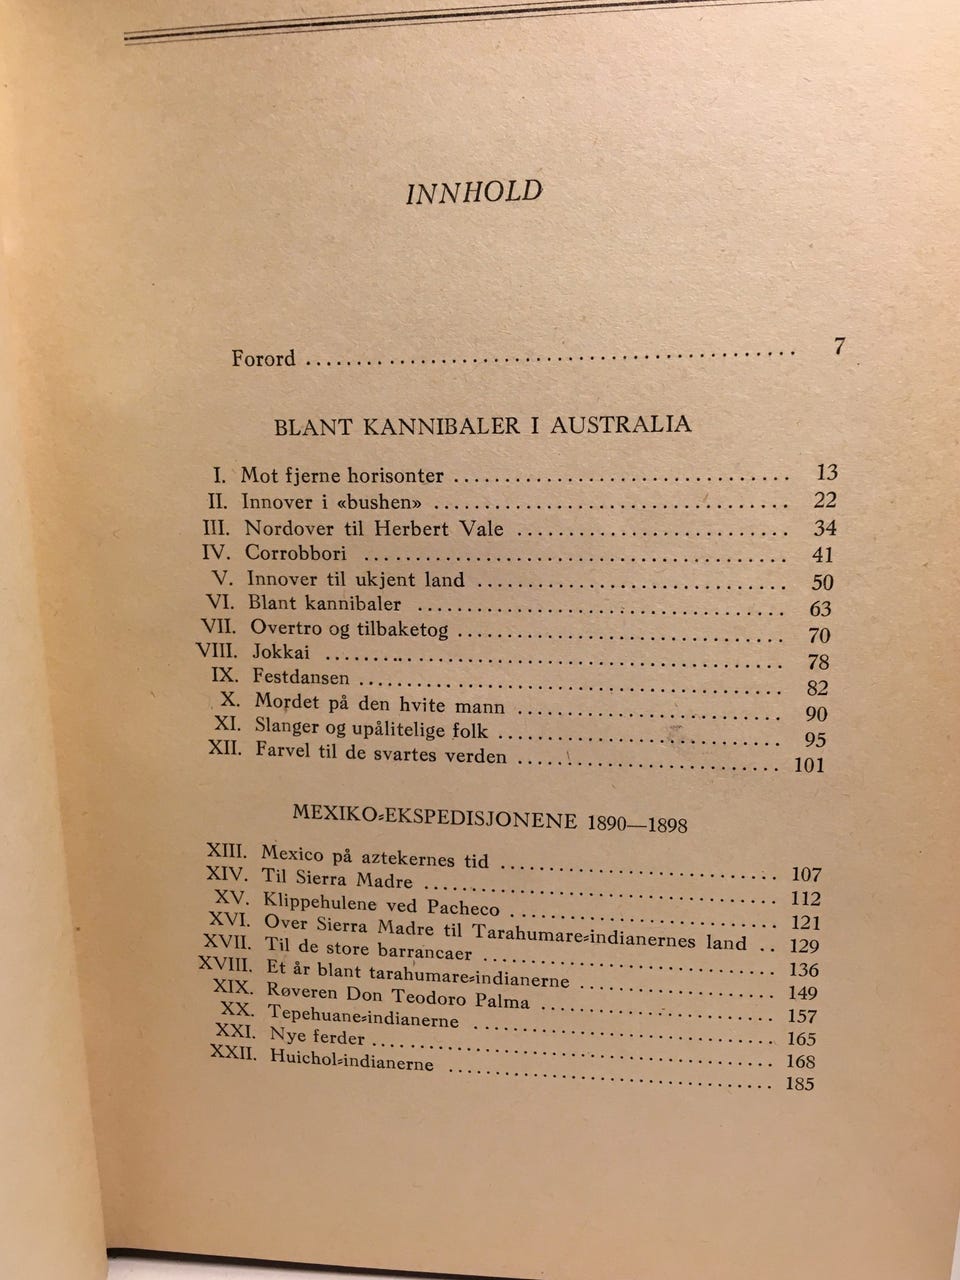 INNHOLD
Forord 7
BLANT KANNIBALER I AUSTRALIA
I. Mot fjerne horisonter 13
II. Innover i «bushen» 22
III. Nordover til Herbert Vale 34
IV. Corrobbori 41
V. Innover til ukjent land 50
VI. Blant kannibaler 63
VII. Overtro og tilbaketog 70
VIII. Jokkai 78
IX. Festdansen 82
X. Mordet på den hvite mann 90
XI. Slanger og upålitelige folk 95
XII. Farvel til de svartes verden 101
MEXIKO-EKSPEDISJONENE 1890—1898
XIII. Mexico på aztekernes tid 107
XIV. Til Sierra Madre 112
XV. Klippehulene ved Pacheco 121
XVI. Over Sierra Madre til Tarahumare-indianernes land 129
XVII. Til de store barrancaer 136
XVIII. Et år blant tarahumare-indianerne 149
XIX. Røveren Don Teodoro Palma 157
XX. Tepehuane-indianerne 165
XXI. Nye ferder 168
XXII. Huichol-indianerne 185